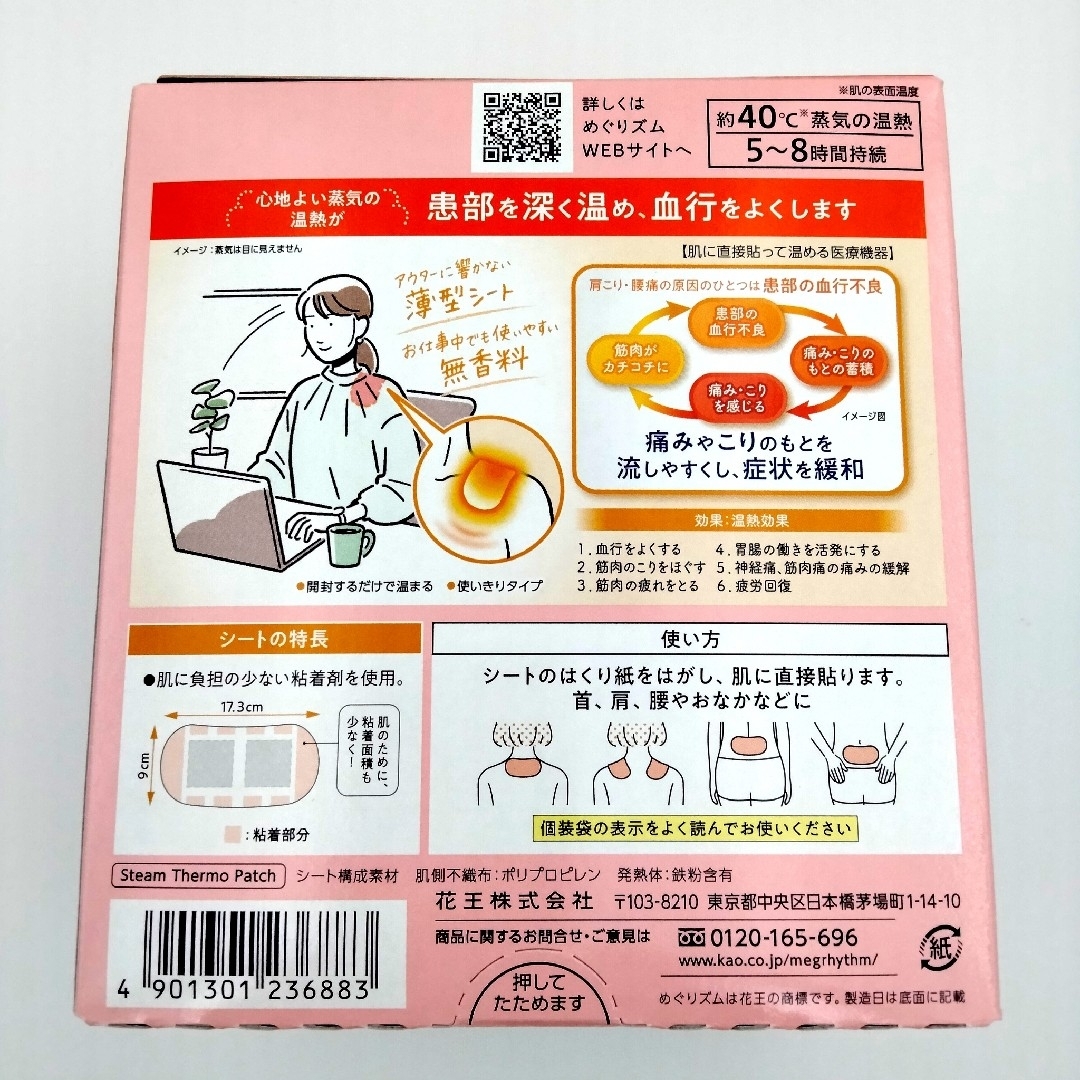 詳しくは
めぐりズム
WEBサイトへ
※肌の表面温度
約40℃※蒸気の温熱
5〜8時間持続
心地よい蒸気の
温熱が
患部を深く温め、血行をよくします
イメージ：蒸気は目に見えません
【肌に直接貼って温める医療機器】
アウターに響かない
薄型シート
お仕事中でも使いやすい
無香料
肩こり・腰痛の原因のひとつは患部の血行不良
患部の
血行不良
痛み・こりの
もとの蓄積
痛み・こり
を感じる
筋肉が
カチコチに
イメージ図
痛みやこりのもとを
流しやすくし、症状を緩和
●開封するだけで温まる ●使いきりタイプ
効果：温熱効果
1. 血行をよくする
2. 筋肉のこりをほぐす
3. 筋肉の疲れをとる
4. 胃腸の働きを活発にする
5. 神経痛、筋肉痛の痛みの緩解
6. 疲労回復
シートの特長
●肌に負担の少ない粘着剤を使用。
17.3cm
9cm
肌のために、
粘着面積も
少なく！
：粘着部分
使い方
シートのはくり紙をはがし、肌に直接貼ります。
首、肩、腰やおなかなどに
個装袋の表示をよく読んでお使いください
Steam Thermo Patch シート構成素材 肌側不織布：ポリプロピレン 発熱体：鉄粉含有
花王株式会社 〒103-8210 東京都中央区日本橋茅場町1-14-10
商品に関するお問合せ・ご意見は 0120-165-696
www.kao.co.jp/megrhythm/
紙
めぐりズムは花王の商標です。製造日は底面に記載
押して
たためます
4 901301 236883